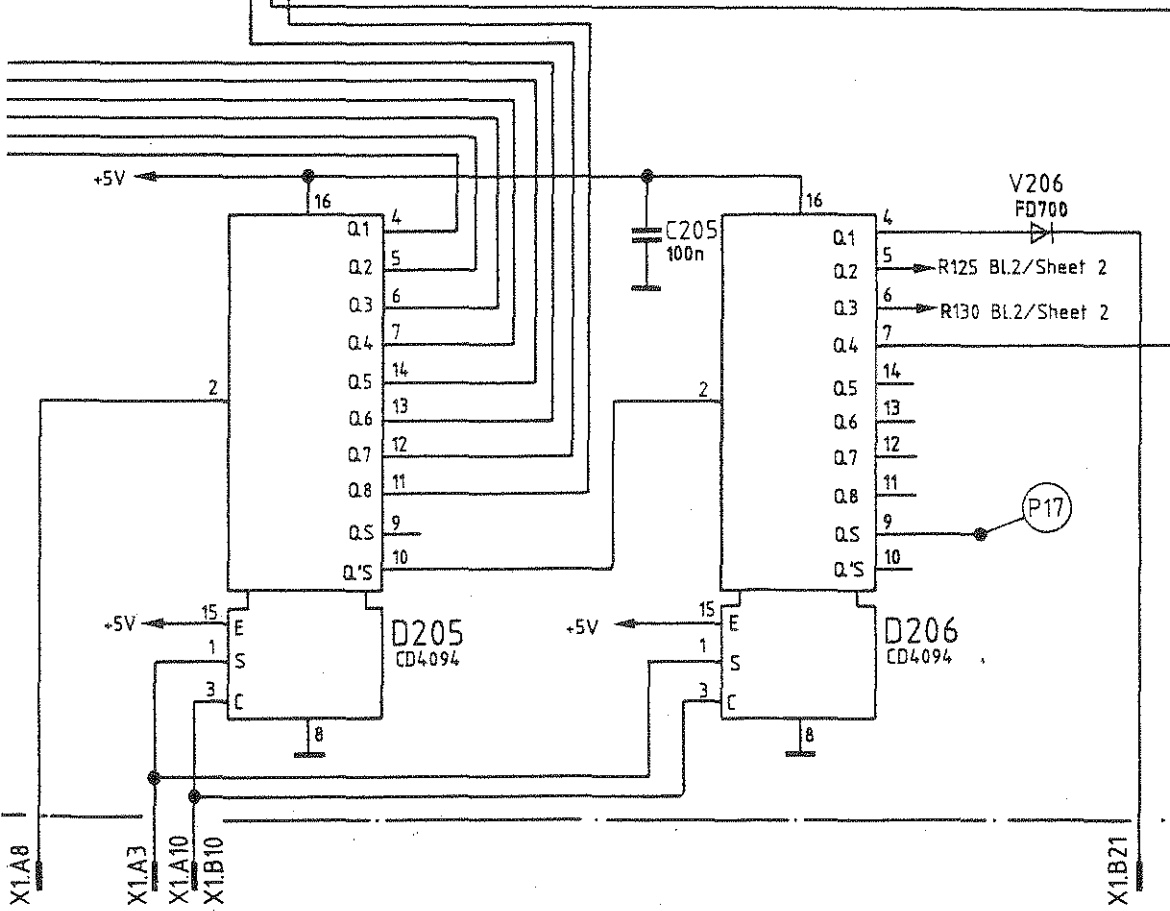 +5V
16
Q1 4
Q2 5
Q3 6
Q4 7
Q5 14
2
Q6 13
Q7 12
Q8 11
QS 9
Q'S 10
+5V 15 E
1 S
3 C
8
D205
CD4094
C205
100n
16
V206
FD700
Q1 4
Q2 5
R125 Bl.2/Sheet 2
Q3 6
R130 Bl.2/Sheet 2
Q4 7
Q5 14
2
Q6 13
Q7 12
Q8 11
QS 9
P17
Q'S 10
+5V 15 E
1 S
3 C
8
D206
CD4094
X1.A8
X1.A3
X1.A10
X1.B10
X1.B21